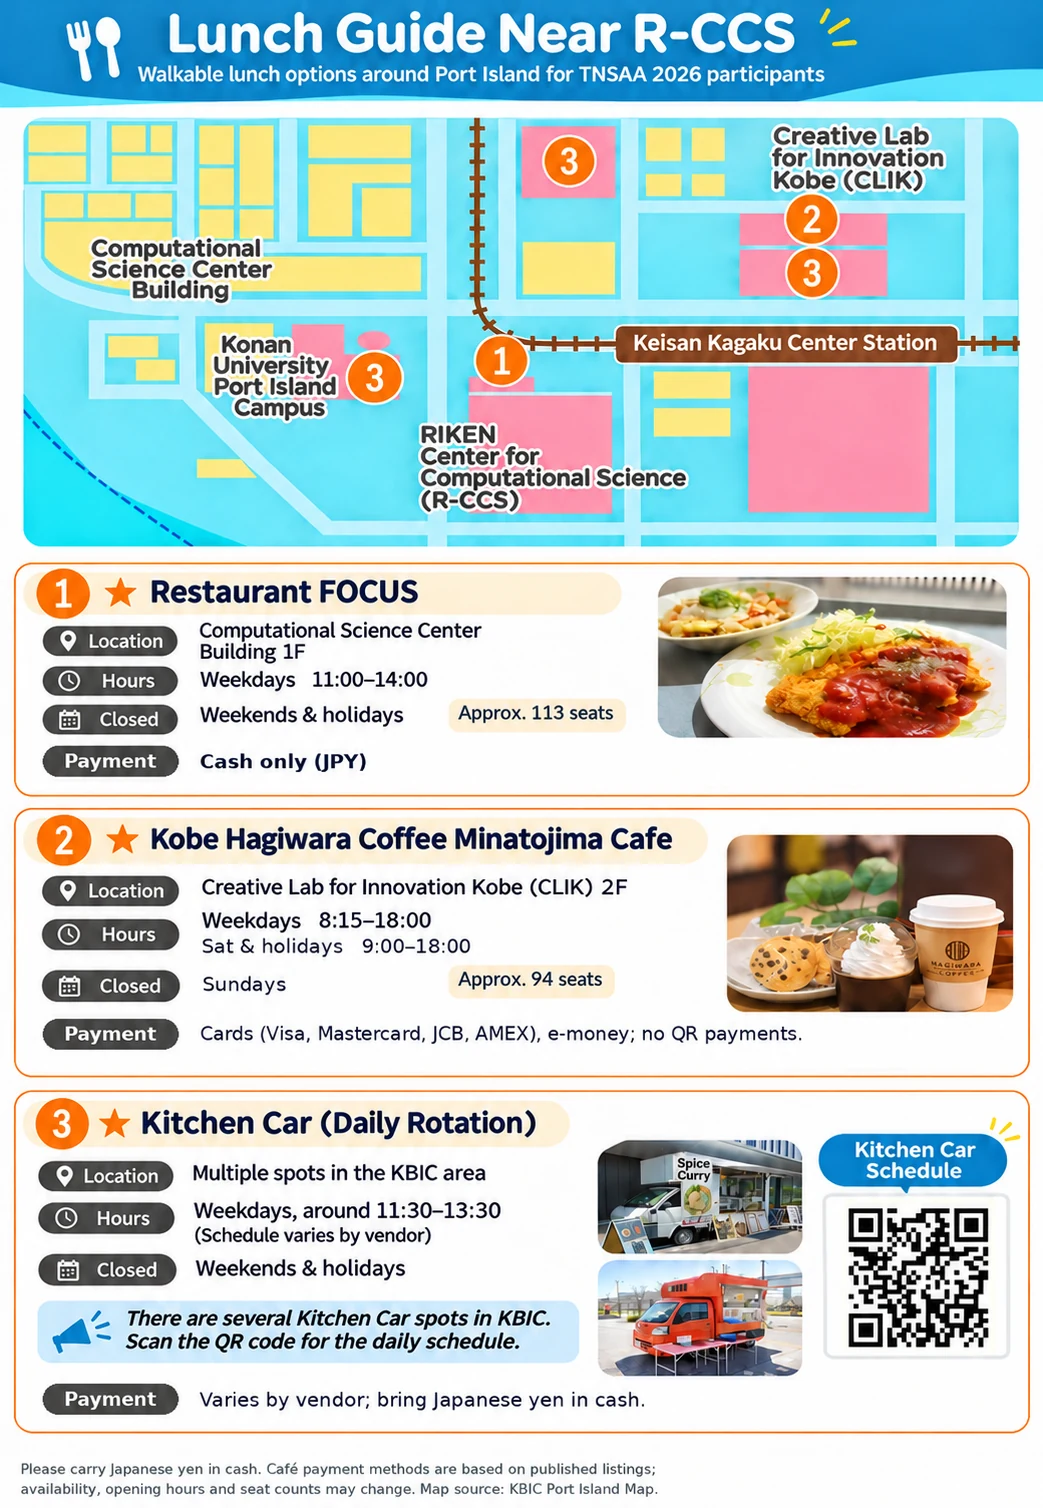 Lunch Guide Near R-CCS
Walkable lunch options around Port Island for TNSAA 2026 participants
3
Creative Lab
for Innovation
Kobe (CLIK)
2
3
Computational
Science Center
Building
Keisan Kagaku Center Station
Konan
University
Port Island
Campus
3
1
RIKEN
Center for
Computational Science
(R-CCS)
1 Restaurant FOCUS
Location Computational Science Center
Building 1F
Hours Weekdays 11:00–14:00
Closed Weekends & holidays Approx. 113 seats
Payment Cash only (JPY)
2 Kobe Hagiwara Coffee Minatojima Cafe
Location Creative Lab for Innovation Kobe (CLIK) 2F
Hours Weekdays 8:15–18:00
Sat & holidays 9:00–18:00
Closed Sundays Approx. 94 seats
HAGIWARA
COFFEE
Payment Cards (Visa, Mastercard, JCB, AMEX), e-money; no QR payments.
3 Kitchen Car (Daily Rotation)
Location Multiple spots in the KBIC area
Hours Weekdays, around 11:30–13:30
(Schedule varies by vendor)
Closed Weekends & holidays
Spice
Curry
Kitchen Car
Schedule
There are several Kitchen Car spots in KBIC.
Scan the QR code for the daily schedule.
Payment Varies by vendor; bring Japanese yen in cash.
Please carry Japanese yen in cash. Café payment methods are based on published listings;
availability, opening hours and seat counts may change. Map source: KBIC Port Island Map.